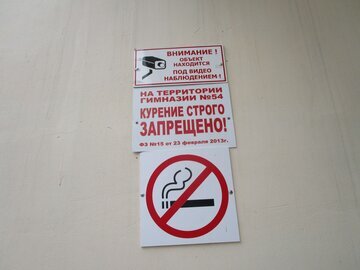 ВНИМАНИЕ !
ОБЪЕКТ
НАХОДИТСЯ
ПОД ВИДЕО
НАБЛЮДЕНИЕМ !
НА ТЕРРИТОРИИ
ГИМНАЗИИ №54
КУРЕНИЕ СТРОГО
ЗАПРЕЩЕНО!
ФЗ №15 от 23 февраля 2013г.